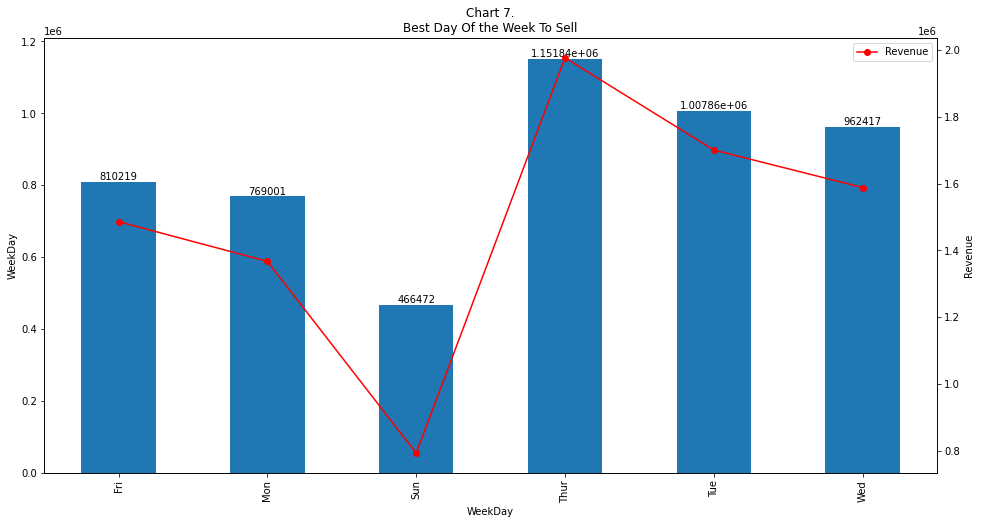 Chart 7.
Best Day Of the Week To Sell
1e6
1e6
1.2
1.0
0.8
0.6
0.4
0.2
0.0
WeekDay
810219
769001
466472
1.15184e+06
1.00786e+06
962417
Revenue
2.0
1.8
1.6
1.4
1.2
1.0
0.8
Revenue
Fri
Mon
Sun
Thur
Tue
Wed
WeekDay